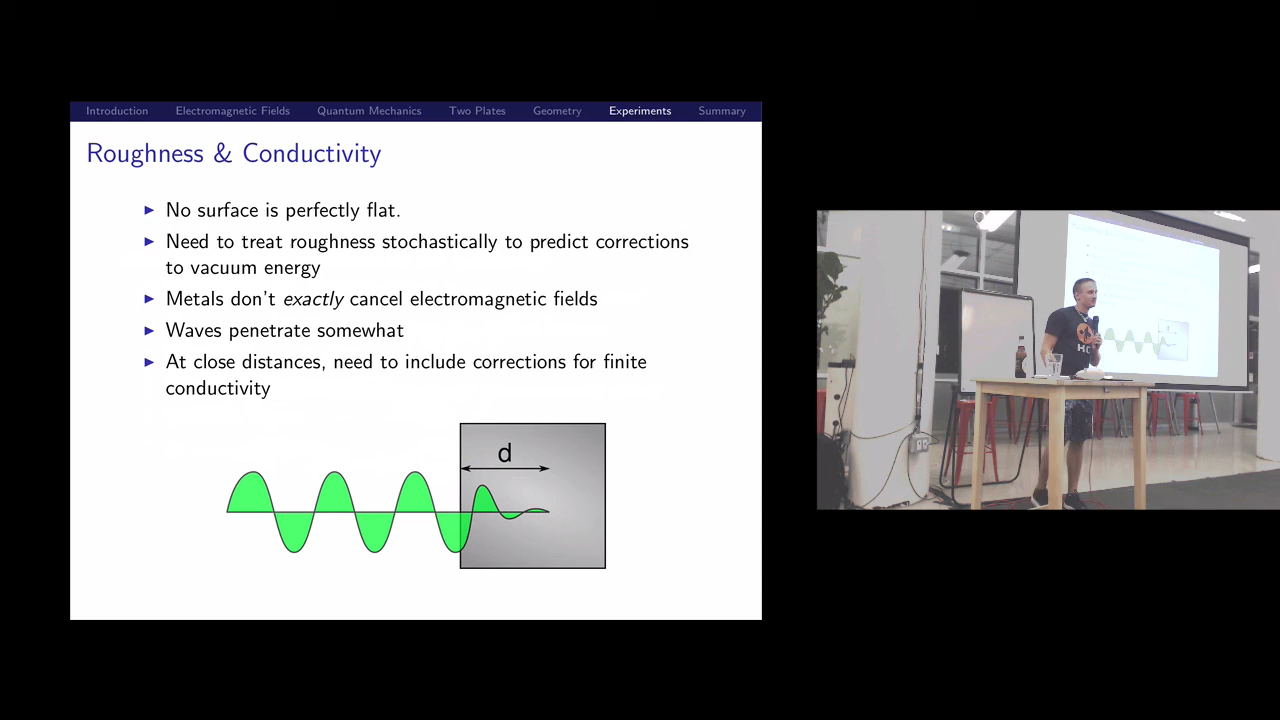 Introduction Electromagnetic Fields Quantum Mechanics Two Plates Geometry Experiments Summary
Roughness & Conductivity
No surface is perfectly flat.
Need to treat roughness stochastically to predict corrections
to vacuum energy
Metals don't exactly cancel electromagnetic fields
Waves penetrate somewhat
At close distances, need to include corrections for finite
conductivity
d